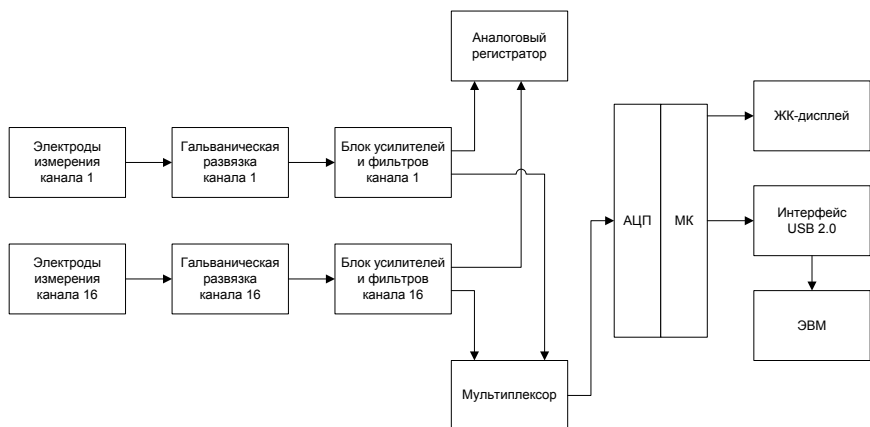 Аналоговый
регистратор
ЖК-дисплей
Электроды
измерения
канала 1
Гальваническая
развязка
канала 1
Блок усилителей
и фильтров
канала 1
АЦП
МК
Интерфейс
USB 2.0
Электроды
измерения
канала 16
Гальваническая
развязка
канала 16
Блок усилителей
и фильтров
канала 16
ЭВМ
Мультиплексор